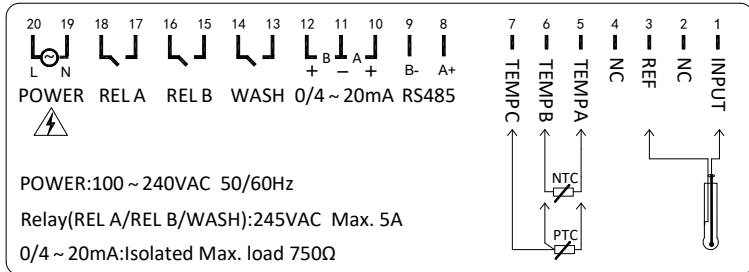 20 19 18 17 16 15 14 13 12 11 10 9 8 7 6 5 4 3 2 1
L N B A B- A+
+ − +
POWER REL A REL B WASH 0/4 ~ 20mA RS485
TEMPC TEMPB TEMPA NC REF NC INPUT
NTC
PTC
POWER:100 ~ 240VAC 50/60Hz
Relay(REL A/REL B/WASH):245VAC Max. 5A
0/4 ~ 20mA:Isolated Max. load 750Ω